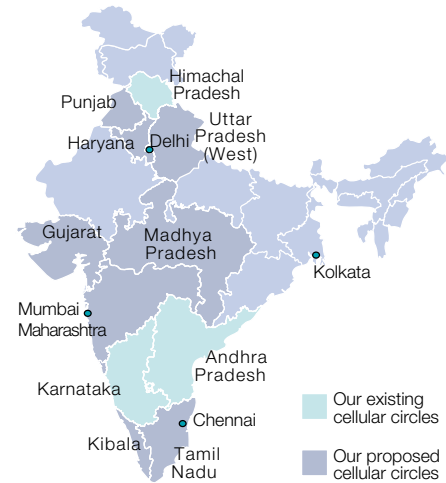 Himachal
Pradesh
Punjab
Uttar
Pradesh
(West)
Haryana
Delhi
Gujarat
Madhya
Pradesh
Kolkata
Mumbai
Maharashtra
Andhra
Pradesh
Karnataka
Chennai
Kibala
Tamil
Nadu
Our existing
cellular circles
Our proposed
cellular circles